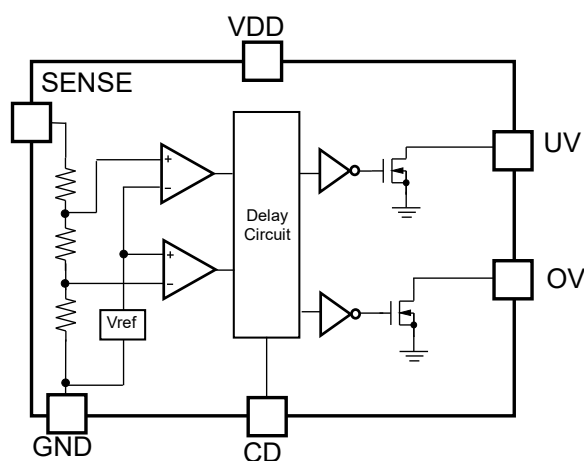 VDD
SENSE
UV
+
−
Delay
Circuit
+
−
OV
Vref
GND
CD